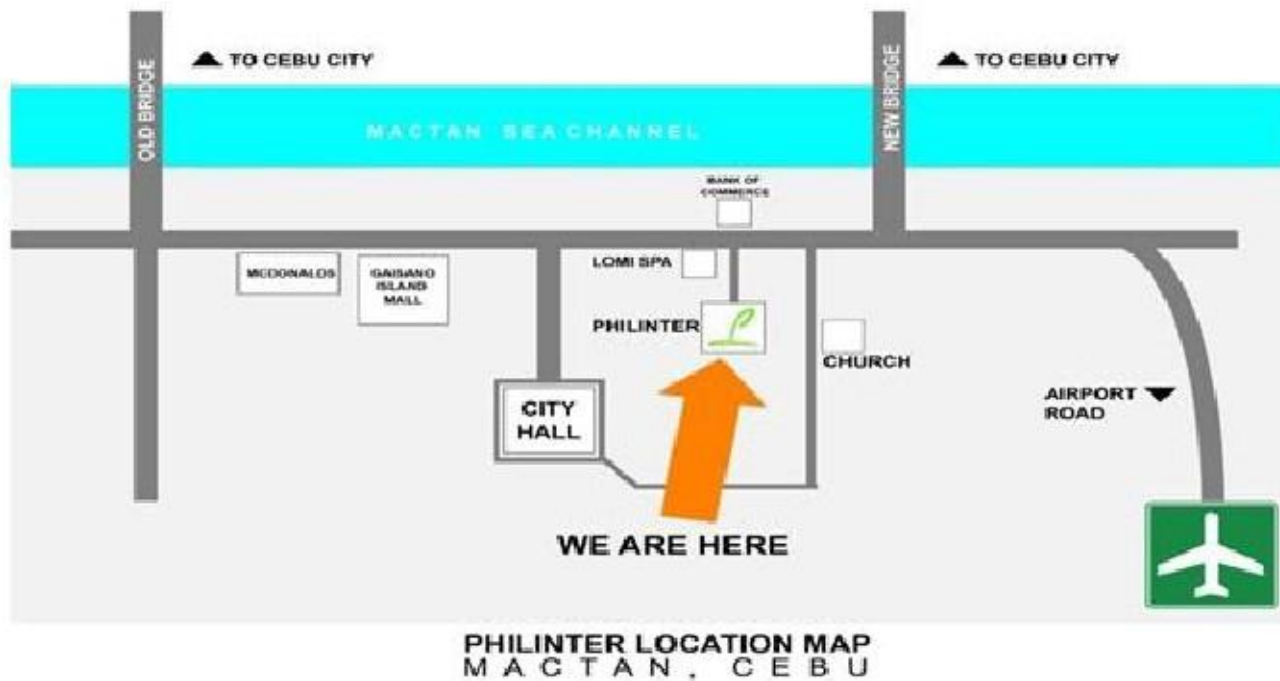 TO CEBU CITY
TO CEBU CITY
OLD BRIDGE
NEW BRIDGE
MACTAN SEA CHANNEL
BANK OF
COMMERCE
LOMI SPA
MCDONALDS
GAISANO
ISLAND
MALL
PHILINTER
CHURCH
CITY
HALL
AIRPORT
ROAD
WE ARE HERE
PHILINTER LOCATION MAP
MACTAN, CEBU